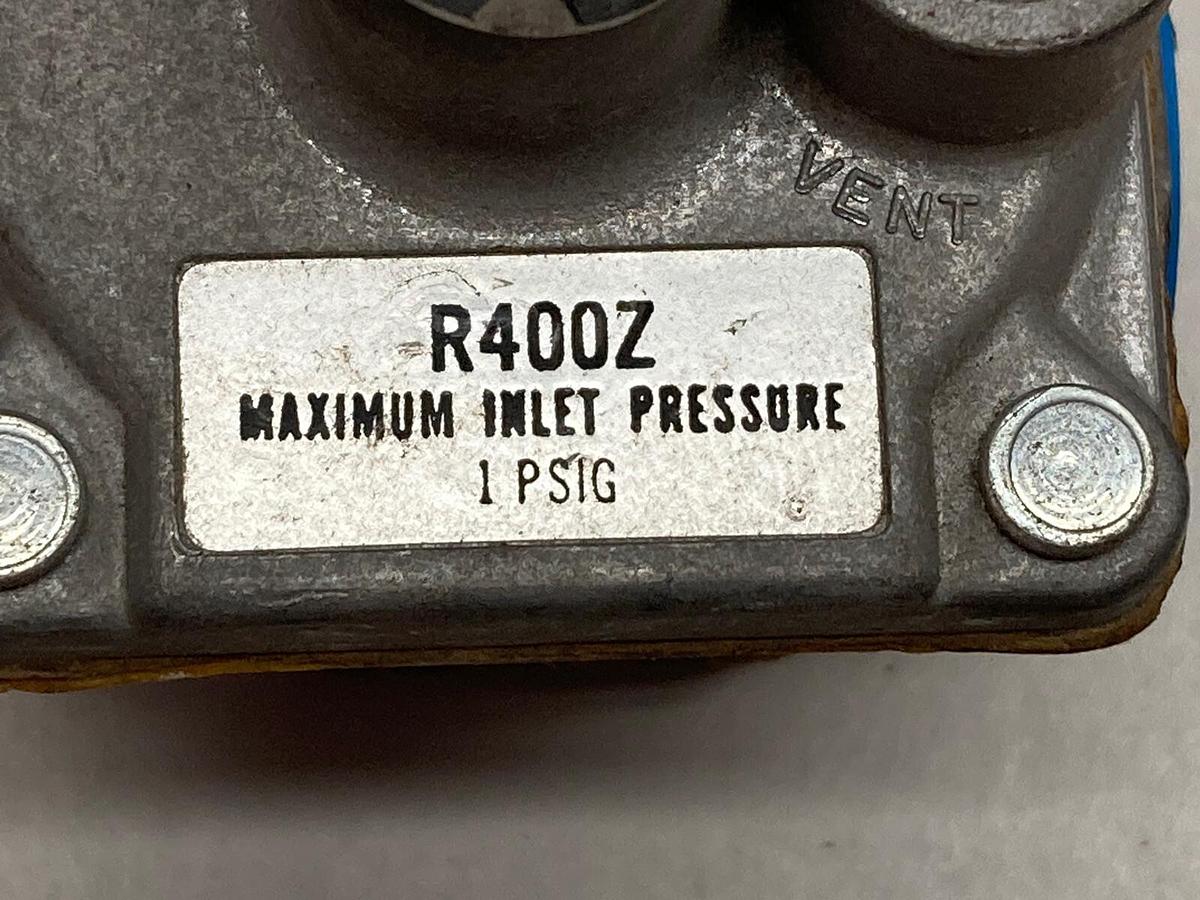 VENT
R400Z
MAXIMUM INLET PRESSURE
1 PSIG